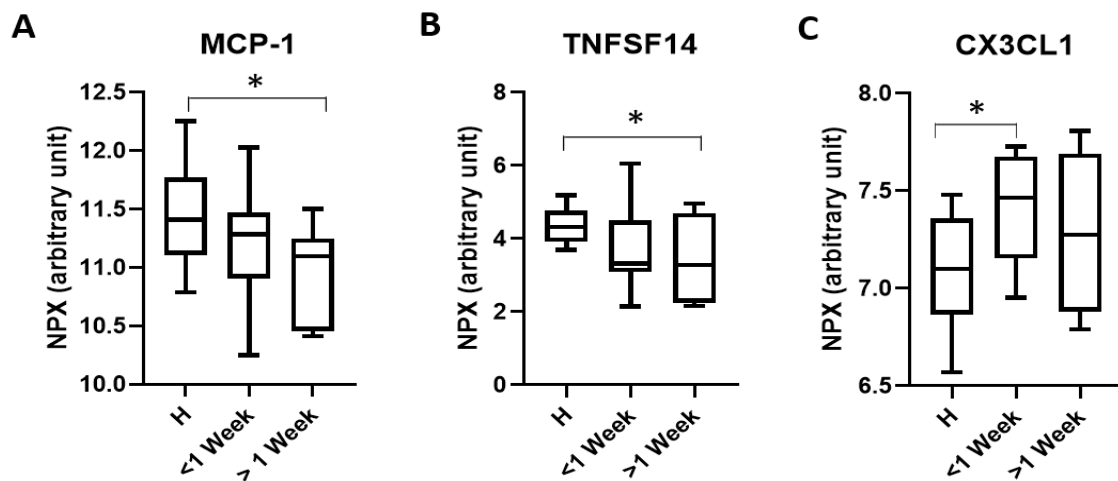 A
MCP-1
NPX (arbitrary unit)
12.5
12.0
11.5
11.0
10.5
10.0
*
H
<1 Week
> 1 Week
B
TNFSF14
NPX (arbitrary unit)
8
6
4
2
0
*
H
<1 Week
>1 Week
C
CX3CL1
NPX (arbitrary unit)
8.0
7.5
7.0
6.5
*
H
<1 Week
>1 Week